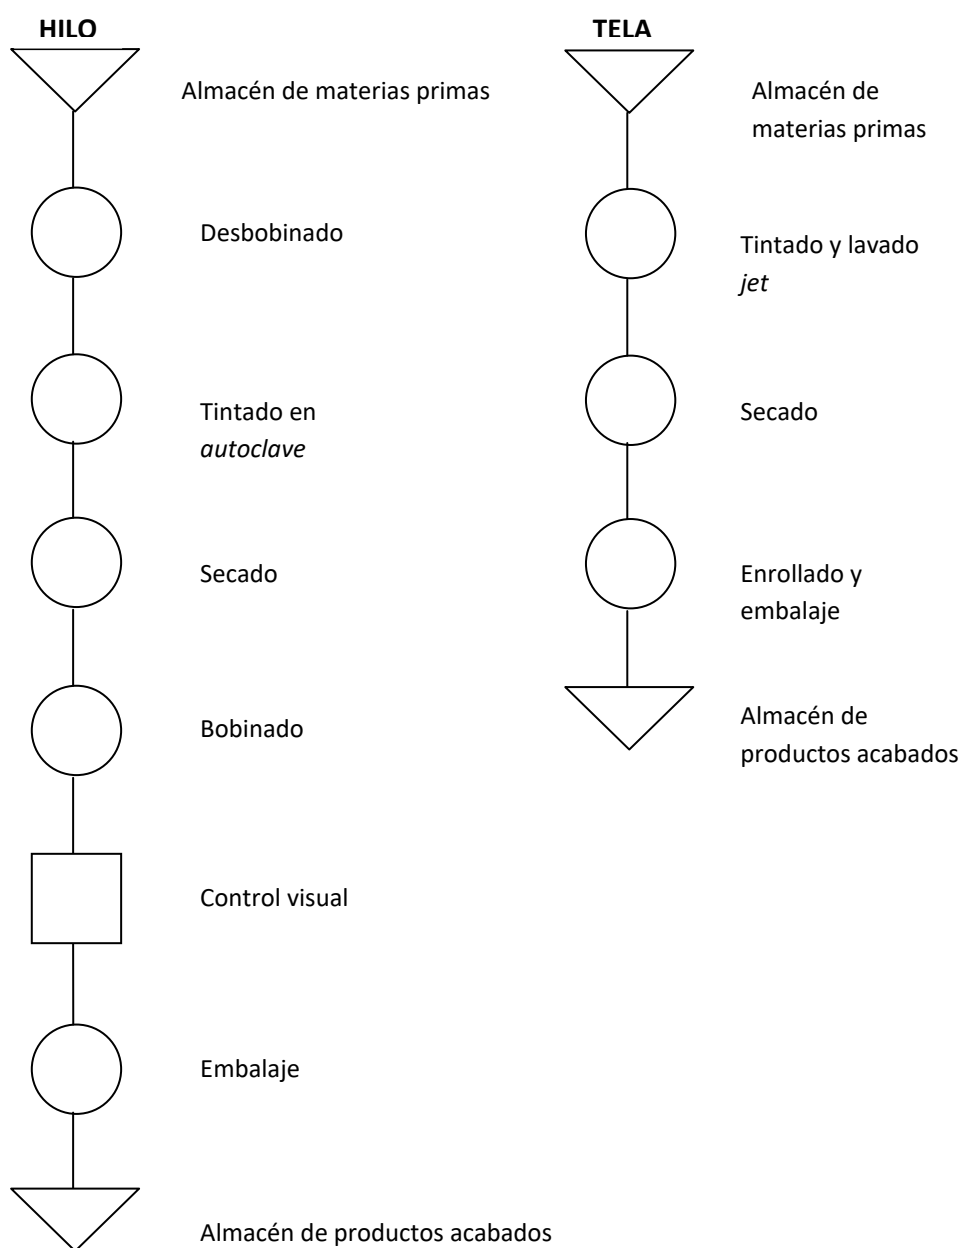 HILO
Almacén de materias primas
Desbobinado
Tintado en
autoclave
Secado
Bobinado
Control visual
Embalaje
Almacén de productos acabados
TELA
Almacén de
materias primas
Tintado y lavado
jet
Secado
Enrollado y
embalaje
Almacén de
productos acabados